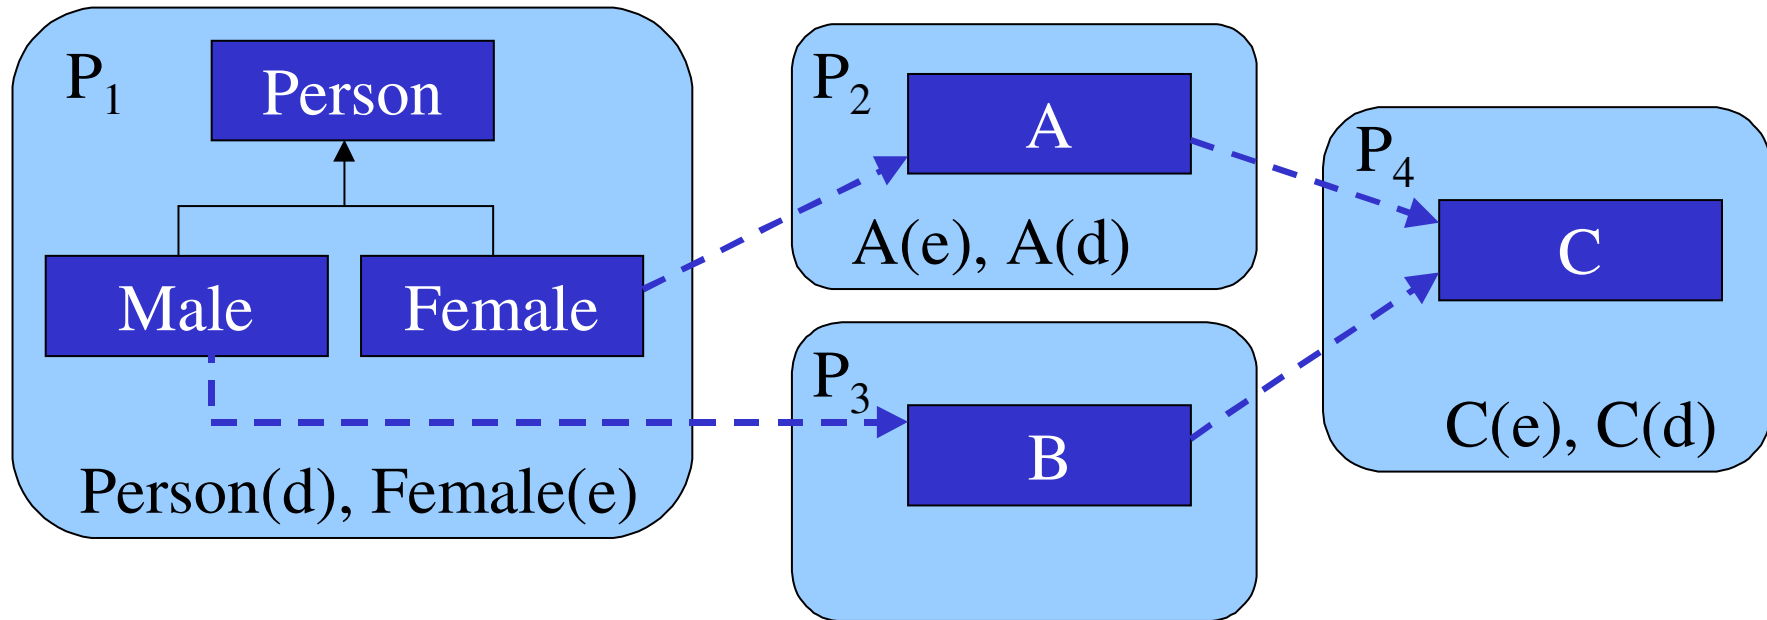 P1
Person
Male
Female
Person(d), Female(e)
P2
A
A(e), A(d)
P3
B
P4
C
C(e), C(d)